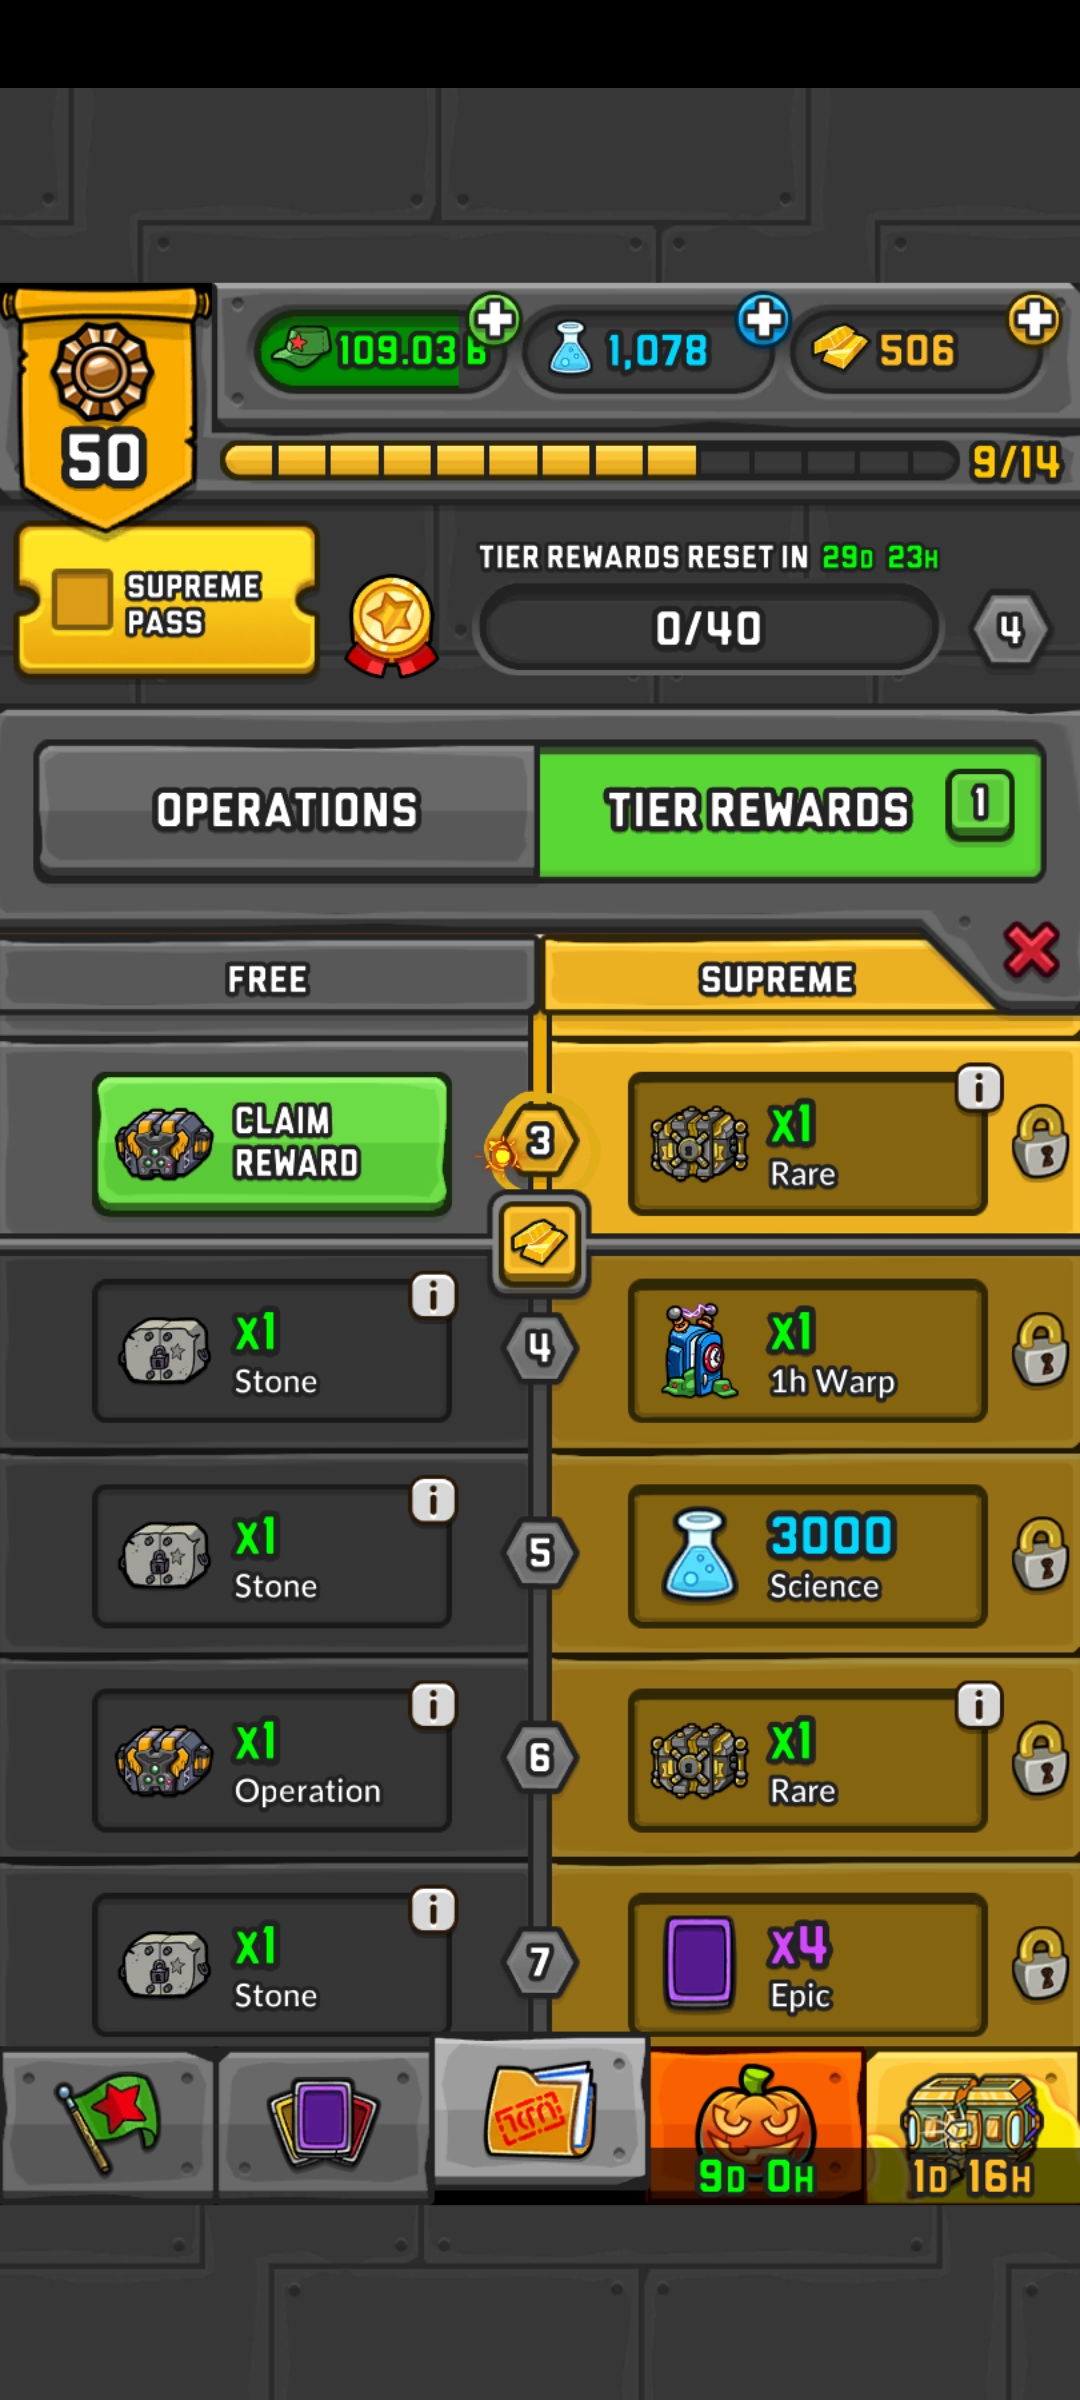 109.03 B
1,078
506
50
9/14
SUPREME
PASS
TIER REWARDS RESET IN 29D 23H
0/40
4
OPERATIONS
TIER REWARDS
1
FREE
SUPREME
CLAIM
REWARD
3
X1
Rare
X1
Stone
4
X1
1h Warp
X1
Stone
5
3000
Science
X1
Operation
6
X1
Rare
X1
Stone
7
X4
Epic
9D 0H
1D 16H